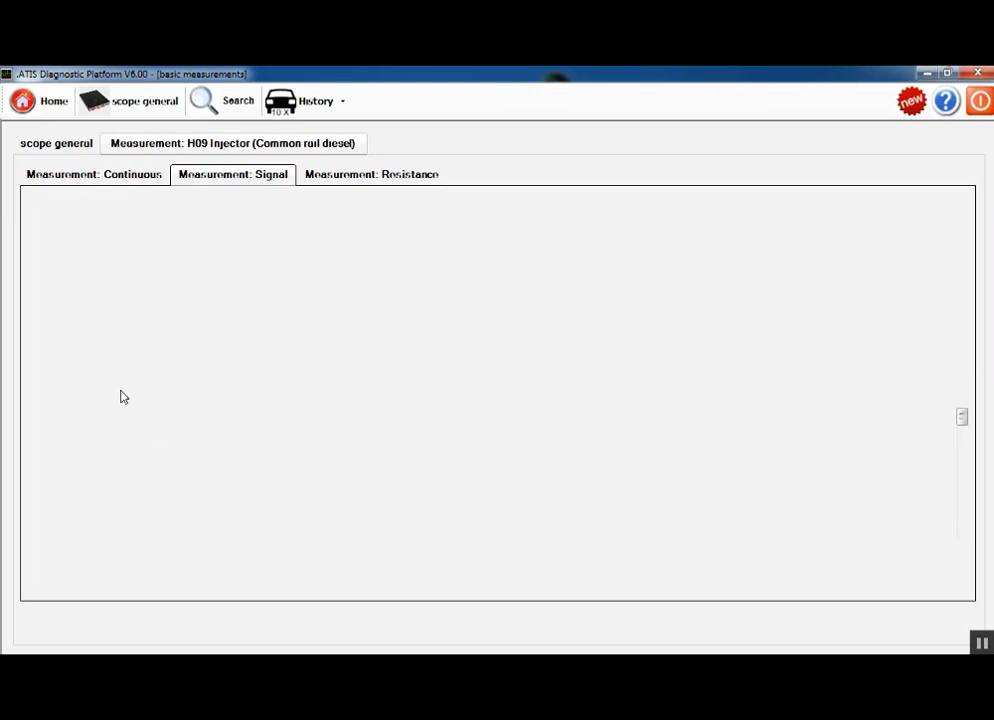 .ATIS Diagnostic Platform V6.00 - [basic measurements]
Home scope general Search History new ?
10 X
scope general Measurement: H09 Injector (Common rail diesel)
Measurement: Continuous Measurement: Signal Measurement: Resistance